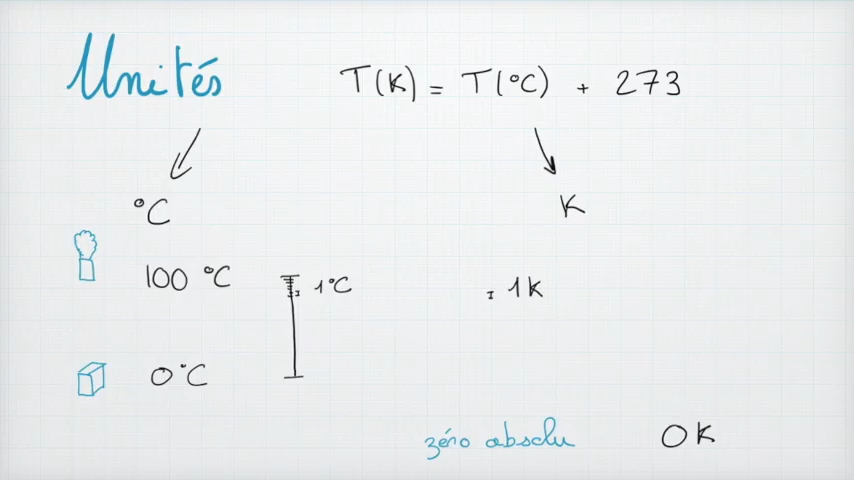 Unités T(K) = T(°C) + 273
°C K
100 °C 1°C 1K
0°C
zéro absolu 0K